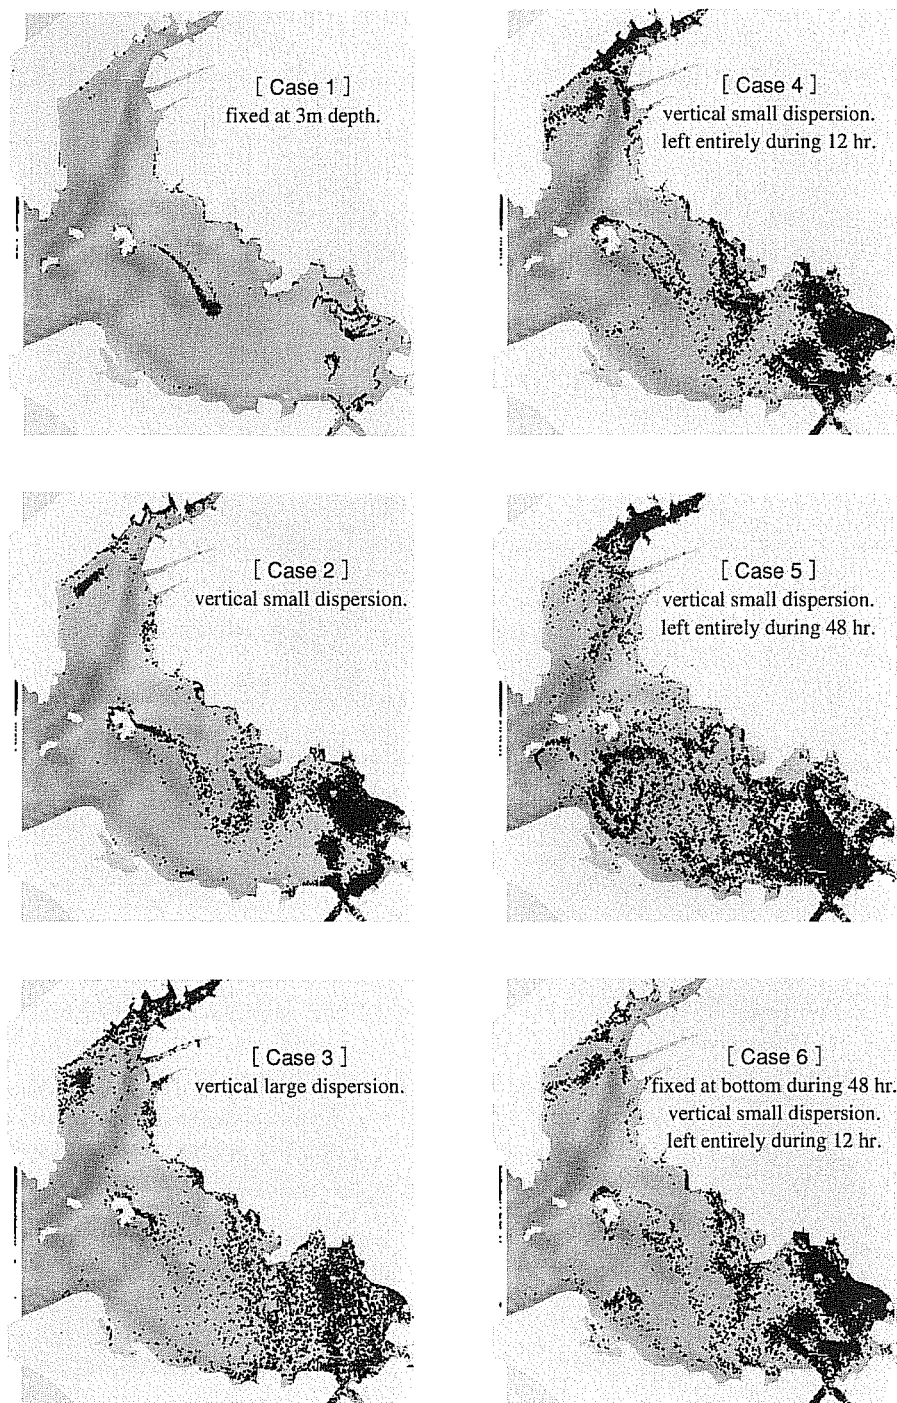 [ Case 1 ]
fixed at 3m depth.
[ Case 4 ]
vertical small dispersion.
left entirely during 12 hr.
[ Case 2 ]
vertical small dispersion.
[ Case 5 ]
vertical small dispersion.
left entirely during 48 hr.
[ Case 3 ]
vertical large dispersion.
[ Case 6 ]
fixed at bottom during 48 hr.
vertical small dispersion.
left entirely during 12 hr.